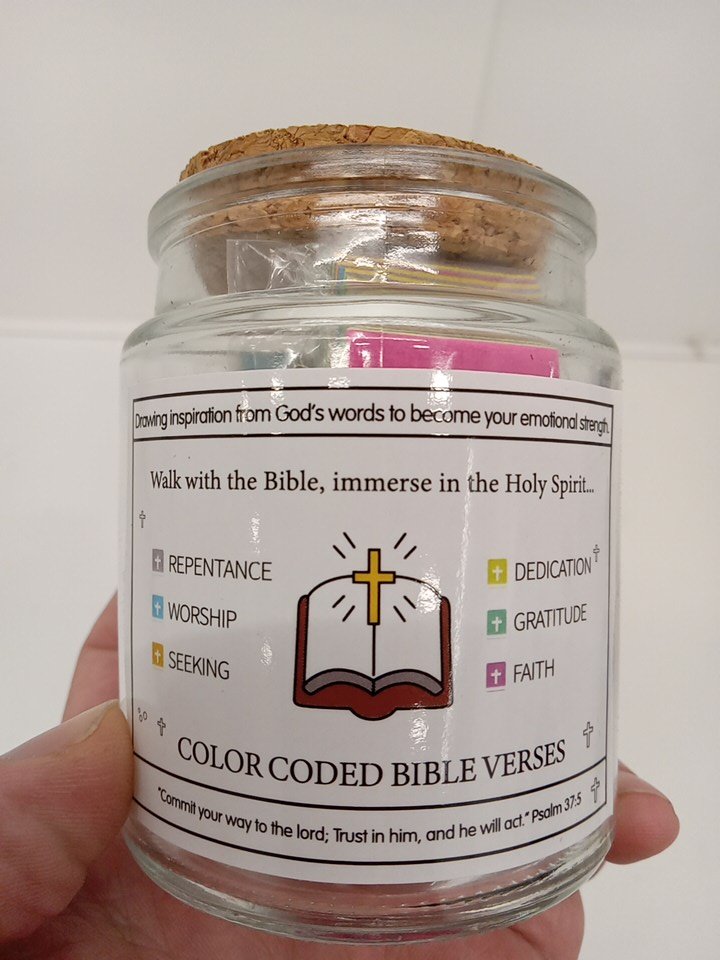 Drawing inspiration from God's words to become your emotional strength.
Walk with the Bible, immerse in the Holy Spirit...
REPENTANCE
WORSHIP
SEEKING
DEDICATION
GRATITUDE
FAITH
COLOR CODED BIBLE VERSES
"Commit your way to the lord; Trust in him, and he will act." Psalm 37:5